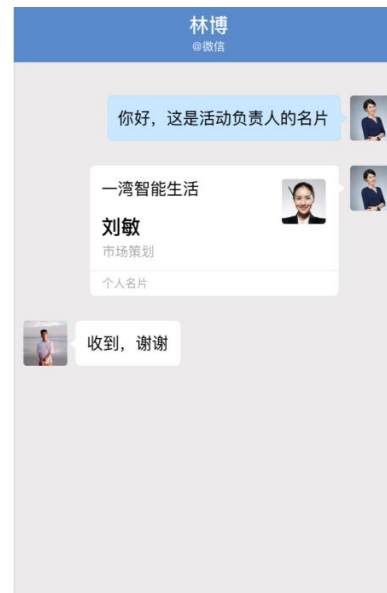 林博
@微信
你好，这是活动负责人的名片
一湾智能生活
刘敏
市场策划
个人名片
收到，谢谢